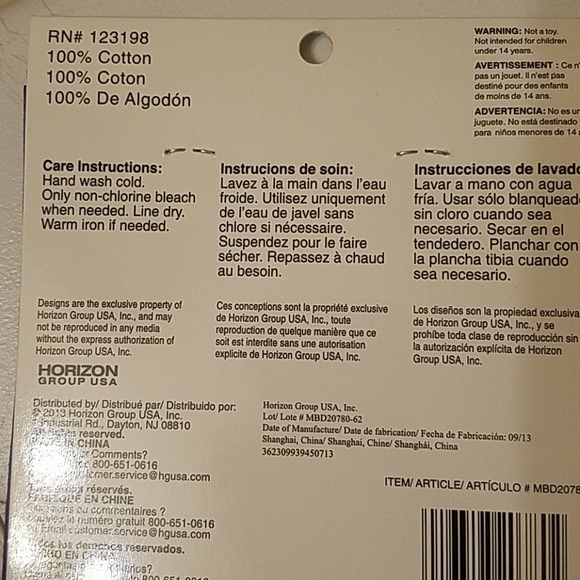 RN# 123198
100% Cotton
100% Coton
100% De Algodón
WARNING: Not a toy.
Not intended for children
under 14 years.
AVERTISSEMENT : Ce n'
pas un jouet. Il n'est pas
destiné pour des enfants
de moins de 14 ans.
ADVERTENCIA: No es un
juguete. No está destinado
para niños menores de 14
Care Instructions:
Hand wash cold.
Only non-chlorine bleach
when needed. Line dry.
Warm iron if needed.
Instrucions de soin:
Lavez à la main dans l'eau
froide. Utilisez uniquement
de l'eau de javel sans
chlore si nécessaire.
Suspendez pour le faire
sécher. Repassez à chaud
au besoin.
Instrucciones de lavado
Lavar a mano con agua
fría. Usar sólo blanquead
sin cloro cuando sea
necesario. Secar en el
tendedero. Planchar con
la plancha tibia cuando
sea necesario.
Designs are the exclusive property of
Horizon Group USA, Inc., and may
not be reproduced in any media
without the express authorization of
Horizon Group USA, Inc.
Ces conceptions sont la propriété exclusive
de Horizon Group USA, Inc., toute
reproduction de quelque manière que ce
soit est interdite sans une autorisation
explicite de Horizon Group USA, Inc.
Los diseños son la propiedad exclusiva
de Horizon Group USA, Inc., y se
prohíbe toda clase de reproducción sin
la autorización explícita de Horizon
Group USA, Inc.
HORIZON
GROUP USA
Distributed by/ Distribué par/ Distribuido por:
© 2013 Horizon Group USA, Inc.
Industrial Rd., Dayton, NJ 08810
reserved.
IN CHINA
or Comments?
800-651-0616
customer.service@hgusa.com
réservés.
FABRIQUÉ EN CHINE
ou commentaires ?
le numéro gratuit 800-651-0616
Email customer.service@hgusa.com
los derechos reservados.
EN CHINA
Horizon Group USA, Inc.
Lot/ Lote # MBD20780-62
Date of Manufacture/ Date de fabrication/ Fecha de Fabricación: 09/13
Shanghai, China/ Shanghai, Chine/ Shanghái, China
362309939450713
ITEM/ ARTICLE/ ARTÍCULO # MBD2078